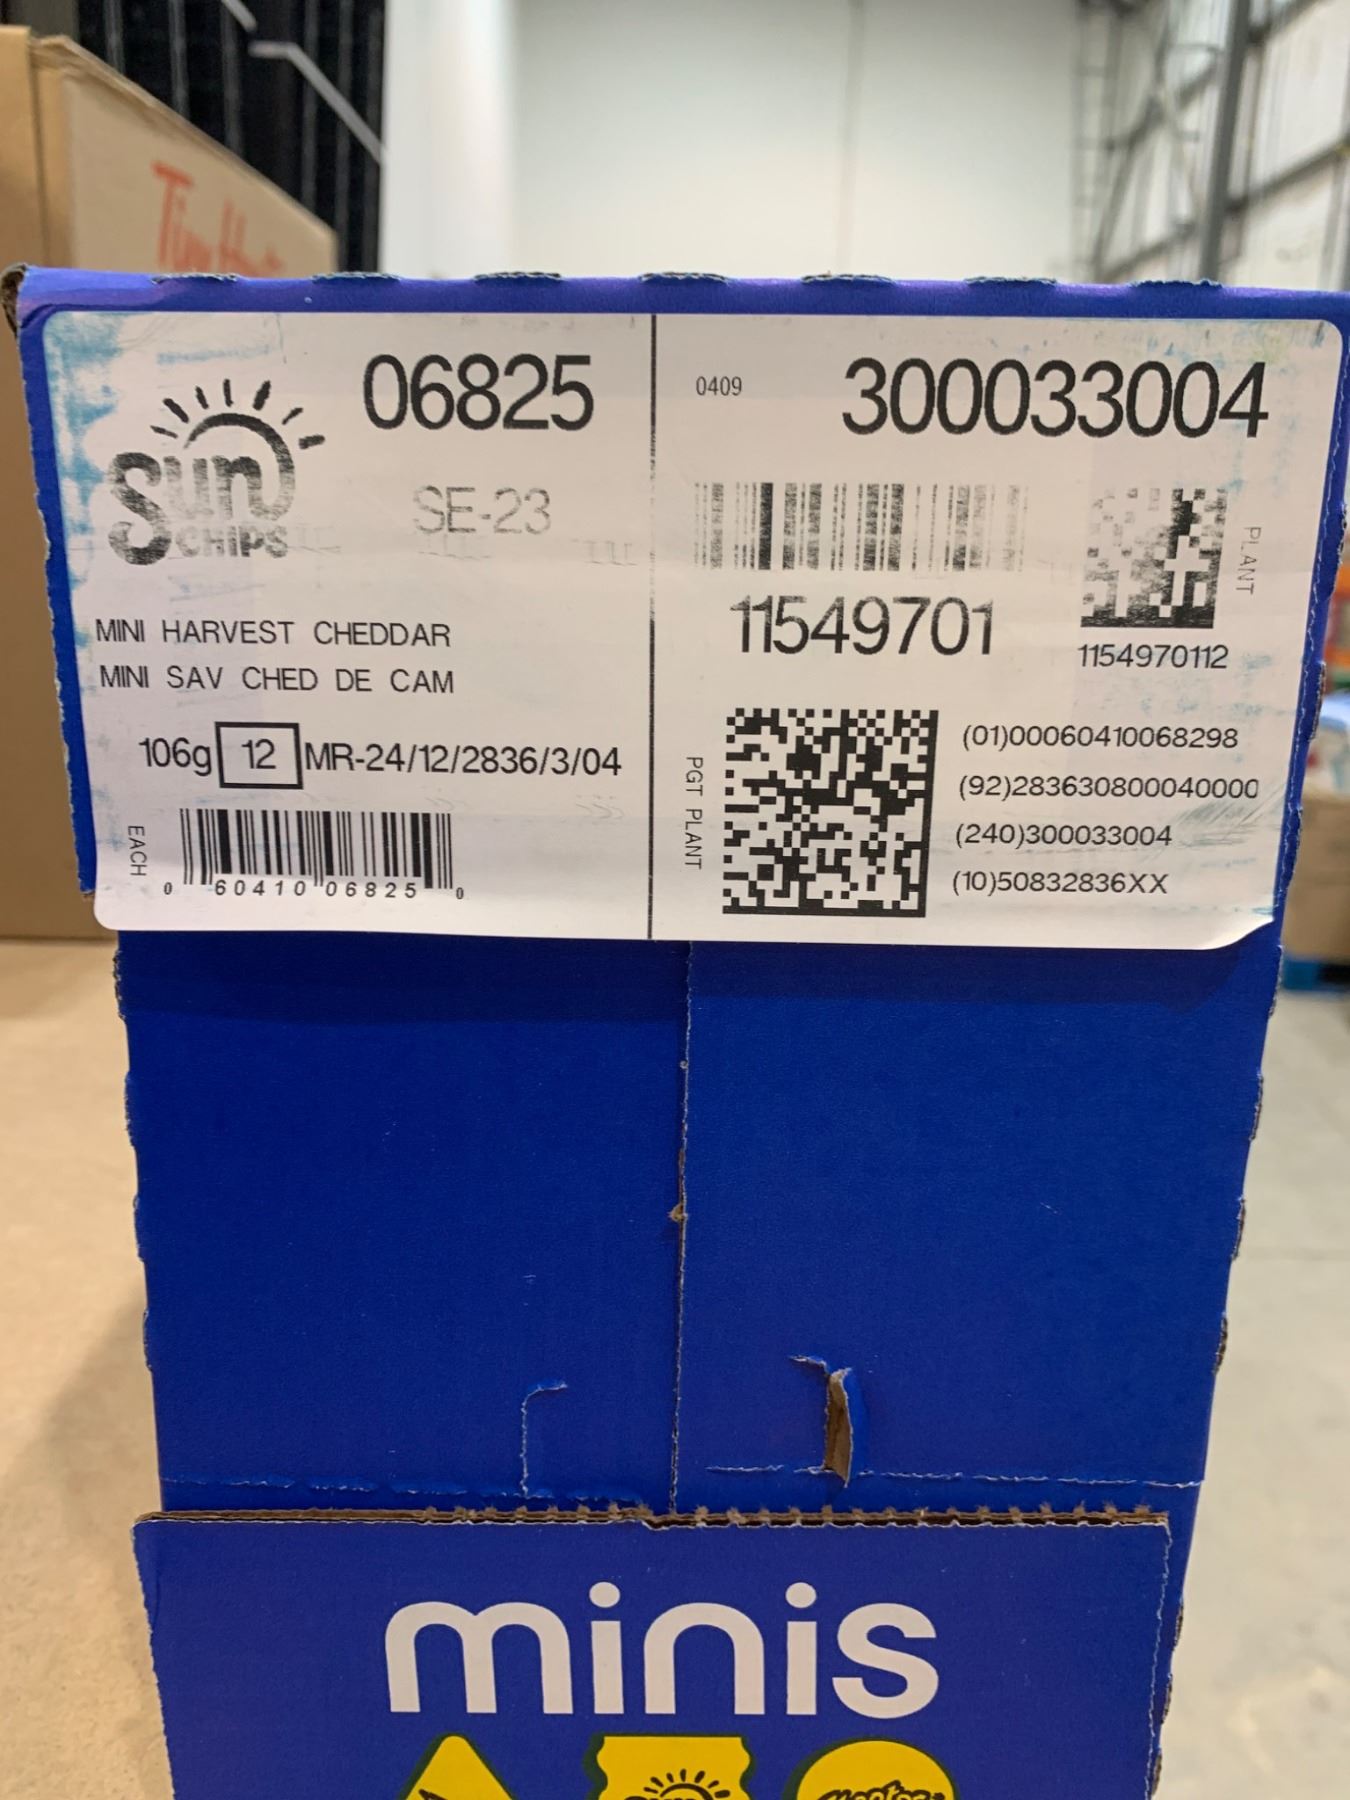 Tim Ho
06825
SUN CHIPS
SE-23
MINI HARVEST CHEDDAR
MINI SAV CHED DE CAM
106g 12 MR-24/12/2836/3/04
EACH
0 60410 06825 0
0409
300033004
PLANT
11549701
1154970112
PGT PLANT
(01)00060410068298
(92)283630800040000
(240)300033004
(10)50832836XX
minis